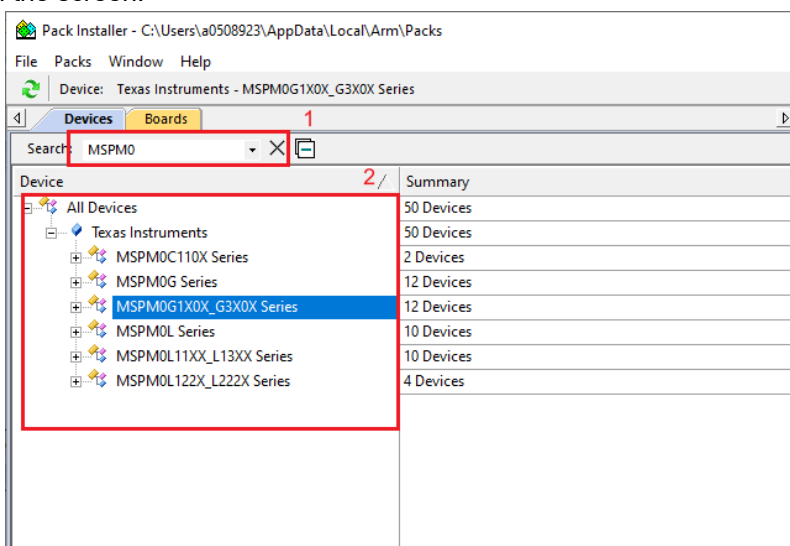 the screen.
Pack Installer - C:\Users\a0508923\AppData\Local\Arm\Packs
File Packs Window Help
Device: Texas Instruments - MSPM0G1X0X_G3X0X Series
Devices Boards 1
Search: MSPM0
Device 2 Summary
All Devices 50 Devices
Texas Instruments 50 Devices
MSPM0C110X Series 2 Devices
MSPM0G Series 12 Devices
MSPM0G1X0X_G3X0X Series 12 Devices
MSPM0L Series 10 Devices
MSPM0L11XX_L13XX Series 10 Devices
MSPM0L122X_L222X Series 4 Devices